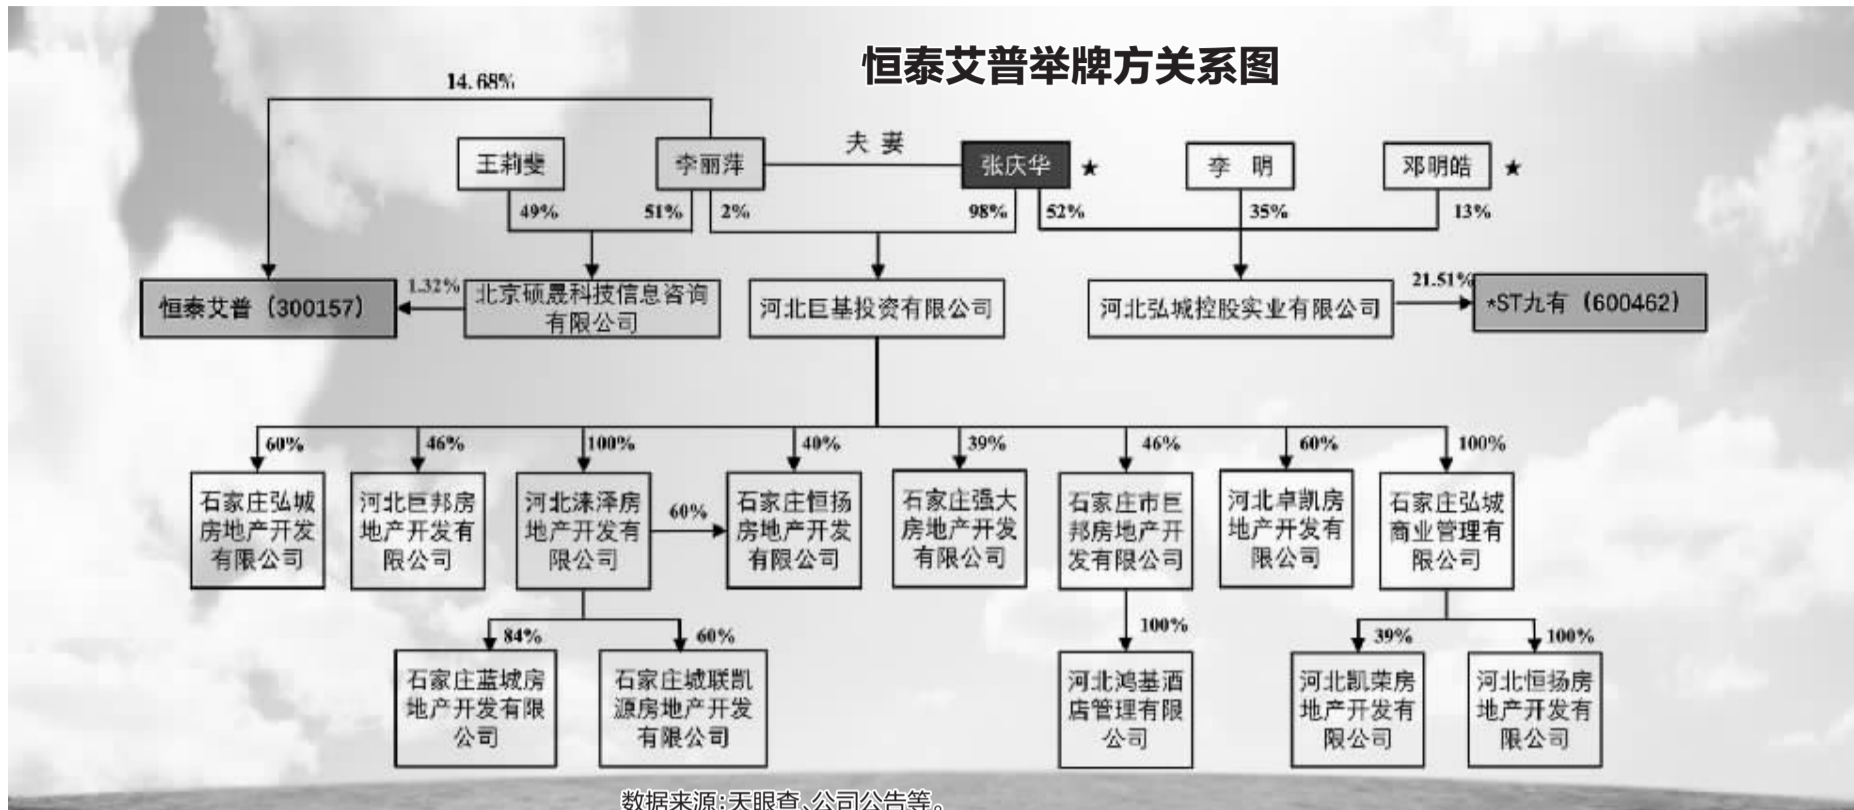 恒泰艾普举牌方关系图
14.68%
王莉斐
李丽萍
夫 妻
张庆华
★
李 明
邓明皓
★
49%
51%
2%
98%
52%
35%
13%
恒泰艾普（300157）
1.32%
北京硕晟科技信息咨询
有限公司
河北巨基投资有限公司
河北弘城控股实业有限公司
21.51%
*ST九有（600462）
60%
46%
100%
40%
39%
46%
60%
100%
石家庄弘城
房地产开发
有限公司
河北巨邦房
地产开发有
限公司
河北涞泽房
地产开发有
限公司
60%
石家庄恒扬
房地产开发
有限公司
石家庄强大
房地产开发
有限公司
石家庄市巨
邦房地产开
发有限公司
河北卓凯房
地产开发有
限公司
石家庄弘城
商业管理有
限公司
84%
60%
100%
39%
100%
石家庄蓝城房
地产开发有限
公司
石家庄城联凯
源房地产开发
有限公司
河北鸿基酒
店管理有限
公司
河北凯荣房
地产开发有
限公司
河北恒扬房
地产开发有
限公司
数据来源：天眼查、公司公告等。